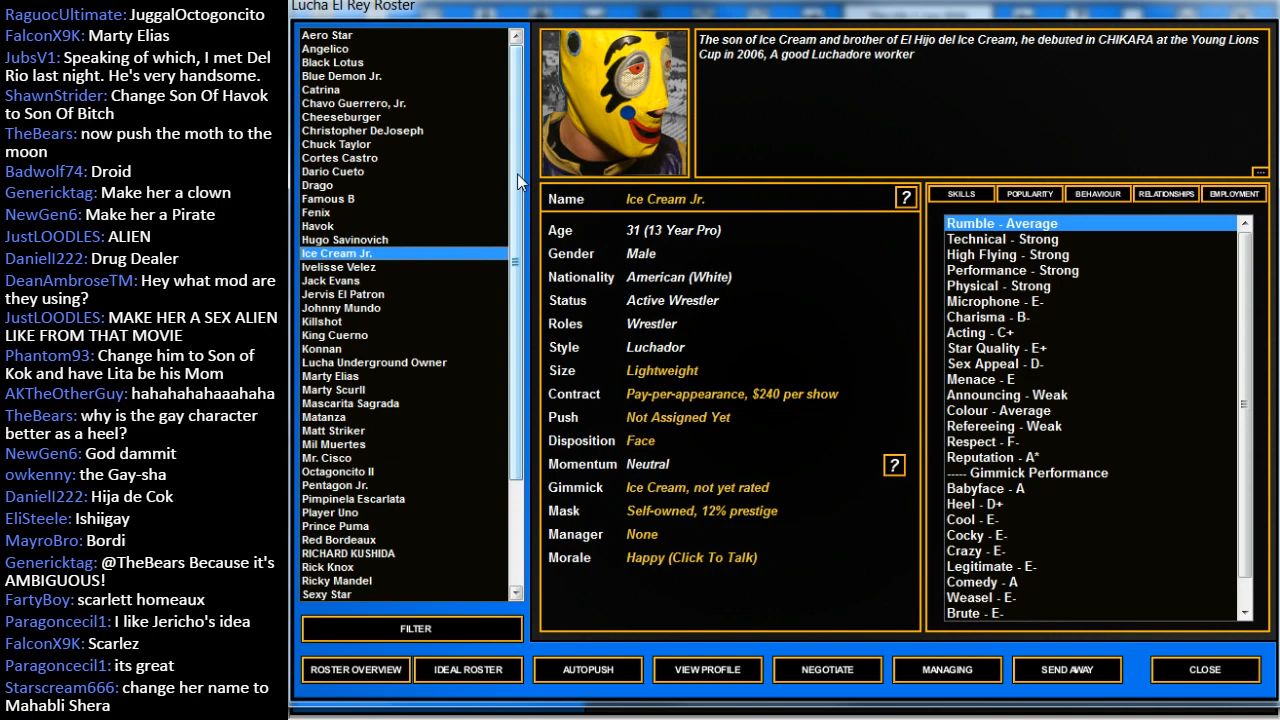 RaguocUltimate: JuggalOctogoncito
FalconX9K: Marty Elias
JubsV1: Speaking of which, I met Del
Rio last night. He's very handsome.
ShawnStrider: Change Son Of Havok
to Son Of Bitch
TheBears: now push the moth to the
moon
Badwolf74: Droid
Generic​ktag: Make her a clown
NewGen6: Make her a Pirate
JustLOODLES: ALIEN
Daniell222: Drug Dealer
DeanAmbroseTM: Hey what mod are
they using?
JustLOODLES: MAKE HER A SEX ALIEN
LIKE FROM THAT MOVIE
Phantom93: Change him to Son of
Kok and have Lita be his Mom
AKTheOtherGuy: hahahahahaaahaha
TheBears: why is the gay character
better as a heel?
NewGen6: God dammit
owkenny: the Gay-sha
Daniell222: Hija de Cok
EliSteele: Ishiigay
MayroBro: Bordi
Genericktag: @TheBears Because it's
AMBIGUOUS!
FartyBoy: scarlett homeaux
Paragoncecil1: I like Jericho's idea
FalconX9K: Scarlez
Paragoncecil1: its great
Starscream666: change her name to
Mahabli Shera
Lucha El Rey Roster
Aero Star
Angelico
Black Lotus
Blue Demon Jr.
Catrina
Chavo Guerrero, Jr.
Cheeseburger
Christopher DeJoseph
Chuck Taylor
Cortes Castro
Dario Cueto
Drago
Famous B
Fenix
Havok
Hugo Savinovich
Ice Cream Jr.
Ivelisse Velez
Jack Evans
Jervis El Patron
Johnny Mundo
Killshot
King Cuerno
Konnan
Lucha Underground Owner
Marty Elias
Marty Scurll
Mascarita Sagrada
Matanza
Matt Striker
Mil Muertes
Mr. Cisco
Octagoncito II
Pentagon Jr.
Pimpinela Escarlata
Player Uno
Prince Puma
Red Bordeaux
RICHARD KUSHIDA
Rick Knox
Ricky Mandel
Sexy Star
FILTER
The son of Ice Cream and brother of El Hijo del Ice Cream, he debuted in CHIKARA at the Young Lions
Cup in 2006, A good Luchadore worker
...
Name Ice Cream Jr. ?
Age 31 (13 Year Pro)
Gender Male
Nationality American (White)
Status Active Wrestler
Roles Wrestler
Style Luchador
Size Lightweight
Contract Pay-per-appearance, $240 per show
Push Not Assigned Yet
Disposition Face
Momentum Neutral ?
Gimmick Ice Cream, not yet rated
Mask Self-owned, 12% prestige
Manager None
Morale Happy (Click To Talk)
SKILLS POPULARITY BEHAVIOUR RELATIONSHIPS EMPLOYMENT
Rumble - Average
Technical - Strong
High Flying - Strong
Performance - Strong
Physical - Strong
Microphone - E-
Charisma - B-
Acting - C+
Star Quality - E+
Sex Appeal - D-
Menace - E
Announcing - Weak
Colour - Average
Refereeing - Weak
Respect - F-
Reputation - A*
----- Gimmick Performance
Babyface - A
Heel - D+
Cool - E-
Cocky - E-
Crazy - E-
Legitimate - E-
Comedy - A
Weasel - E-
Brute - E-
ROSTER OVERVIEW IDEAL ROSTER AUTOPUSH VIEW PROFILE NEGOTIATE MANAGING SEND AWAY CLOSE